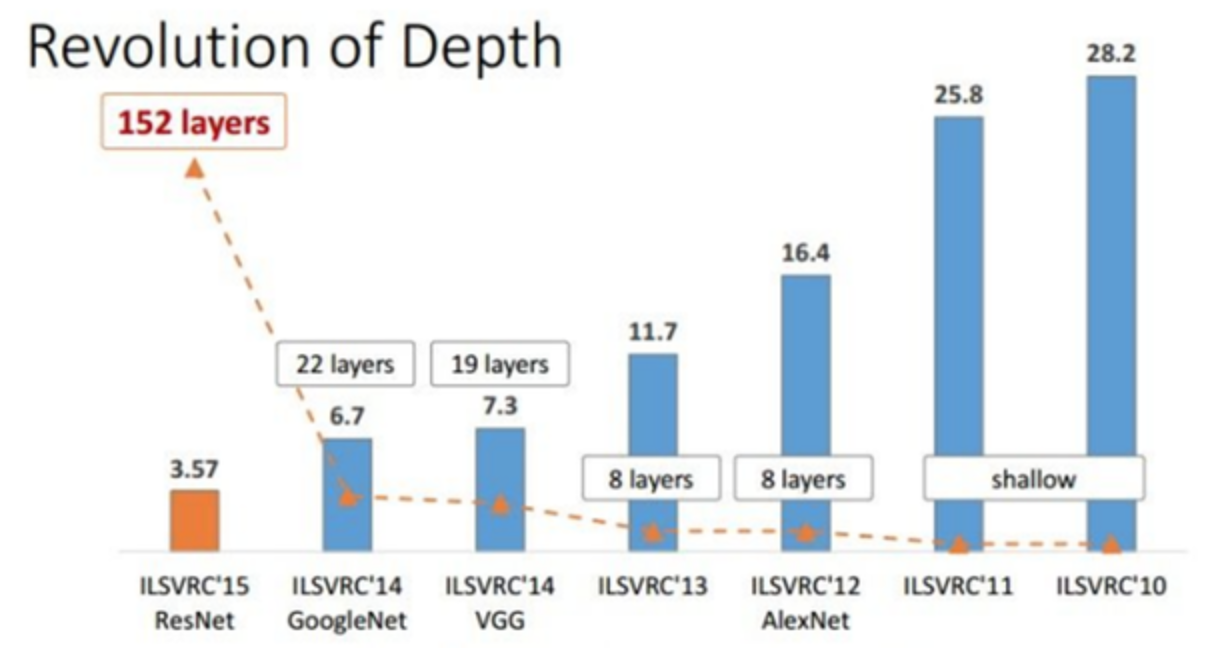 Revolution of Depth
152 layers
28.2
25.8
16.4
11.7
22 layers
19 layers
6.7
7.3
3.57
8 layers
8 layers
shallow
ILSVRC'15
ResNet
ILSVRC'14
GoogleNet
ILSVRC'14
VGG
ILSVRC'13
ILSVRC'12
AlexNet
ILSVRC'11
ILSVRC'10